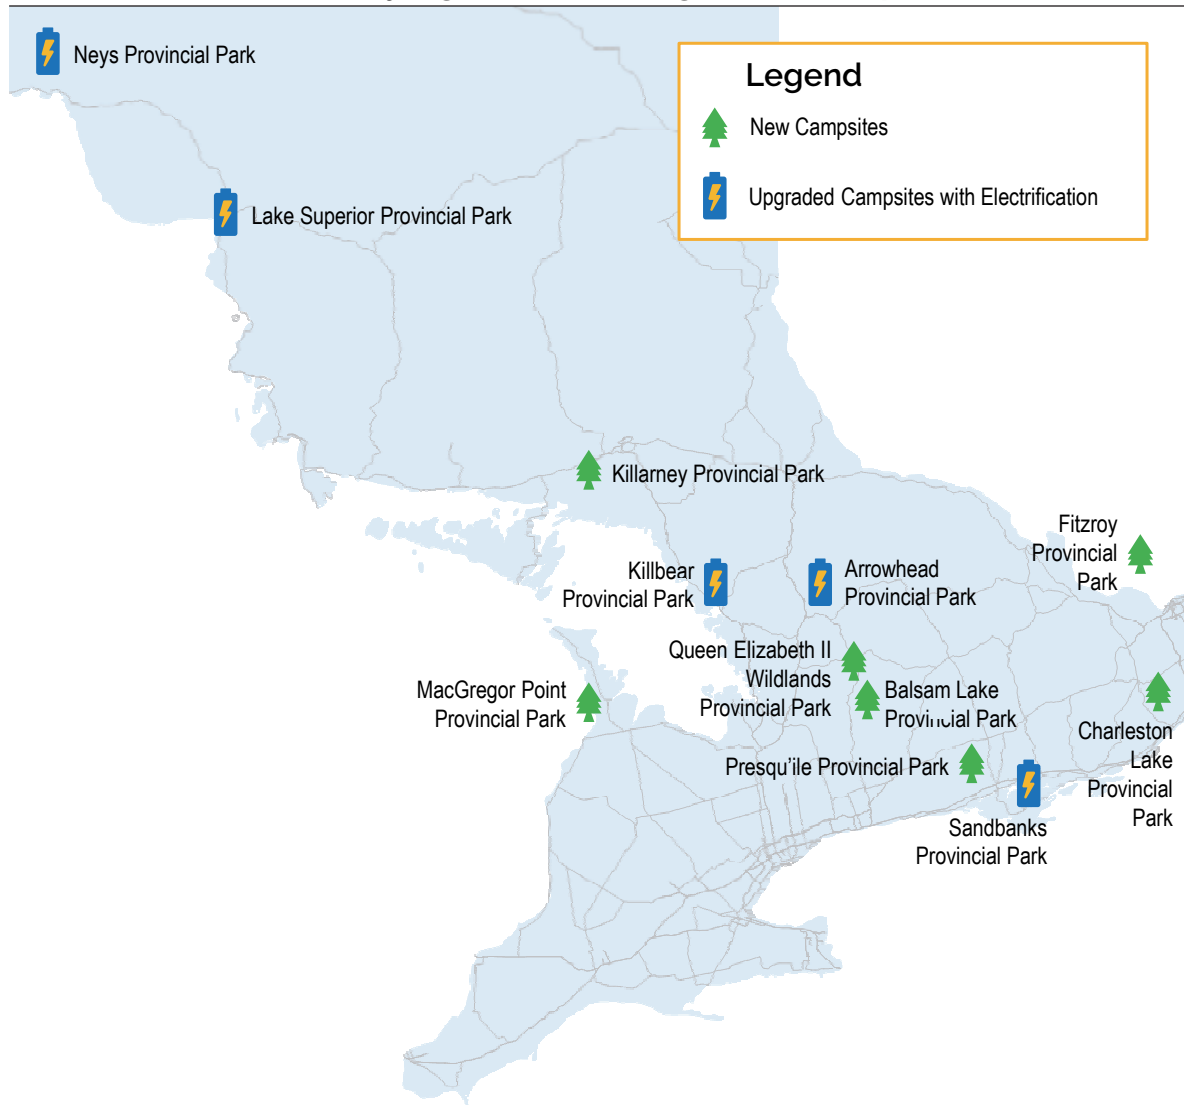 Neys Provincial Park
Legend
New Campsites
Upgraded Campsites with Electrification
Lake Superior Provincial Park
Killarney Provincial Park
Fitzroy
Provincial
Park
Killbear
Provincial Park
Arrowhead
Provincial Park
Queen Elizabeth II
Wildlands
Provincial Park
MacGregor Point
Provincial Park
Balsam Lake
Provincial Park
Charleston
Lake
Provincial
Park
Presqu'ile Provincial Park
Sandbanks
Provincial Park